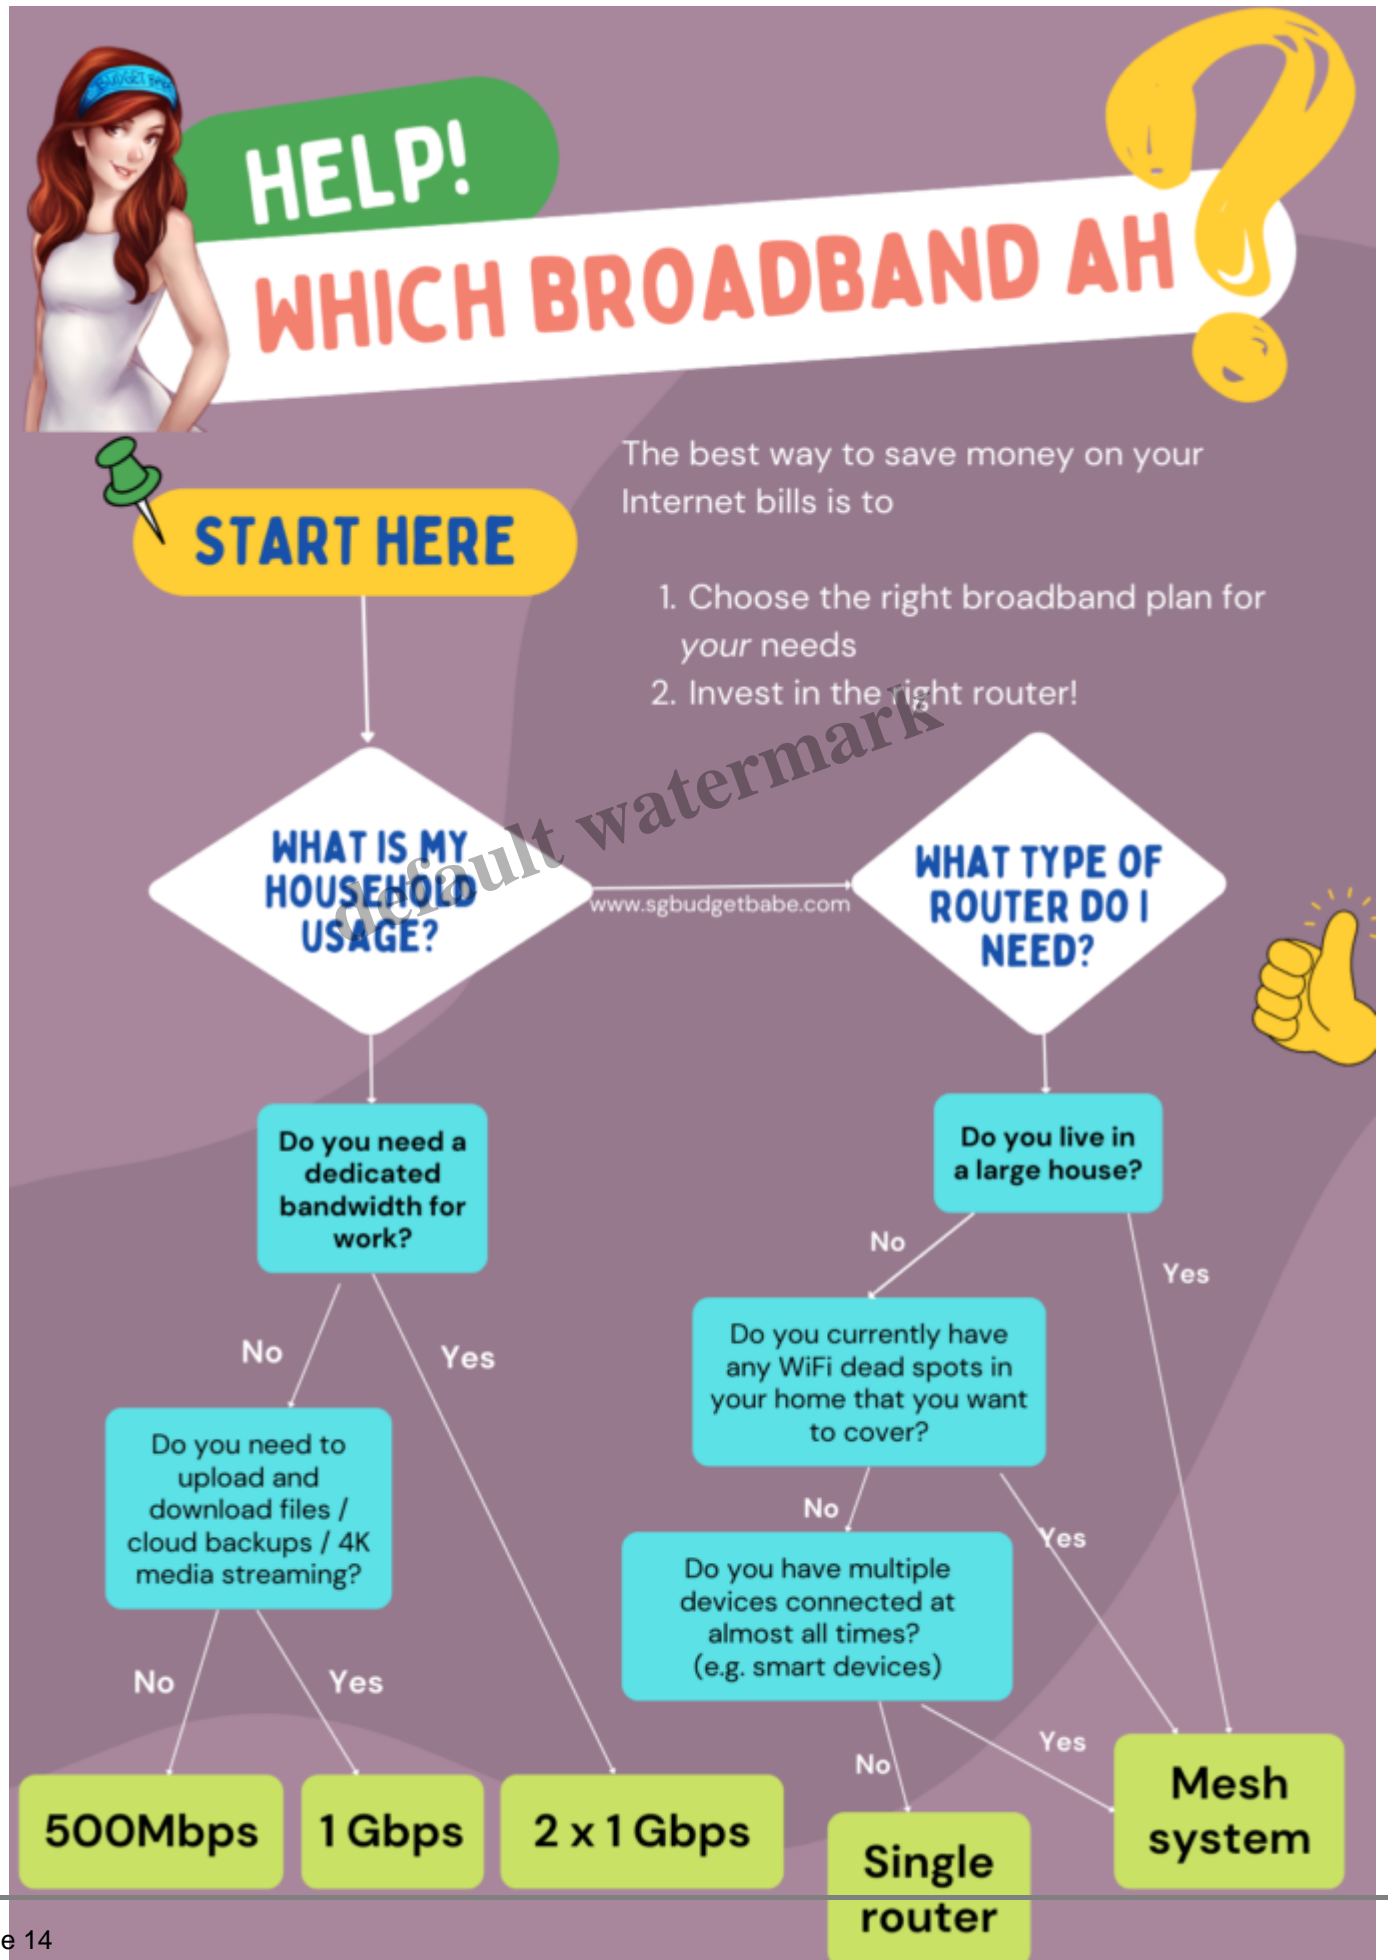 BUDGET BABE
HELP!
WHICH BROADBAND AH
START HERE
The best way to save money on your
Internet bills is to
1. Choose the right broadband plan for
your needs
2. Invest in the right router!
default watermark
WHAT IS MY
HOUSEHOLD
USAGE?
www.sgbudgetbabe.com
WHAT TYPE OF
ROUTER DO I
NEED?
Do you need a
dedicated
bandwidth for
work?
No
Yes
Do you need to
upload and
download files /
cloud backups / 4K
media streaming?
No
Yes
500Mbps
1 Gbps
2 x 1 Gbps
Do you live in
a large house?
No
Yes
Do you currently have
any WiFi dead spots in
your home that you want
to cover?
No
Yes
Do you have multiple
devices connected at
almost all times?
(e.g. smart devices)
No
Yes
Single
router
Mesh
system
e 14